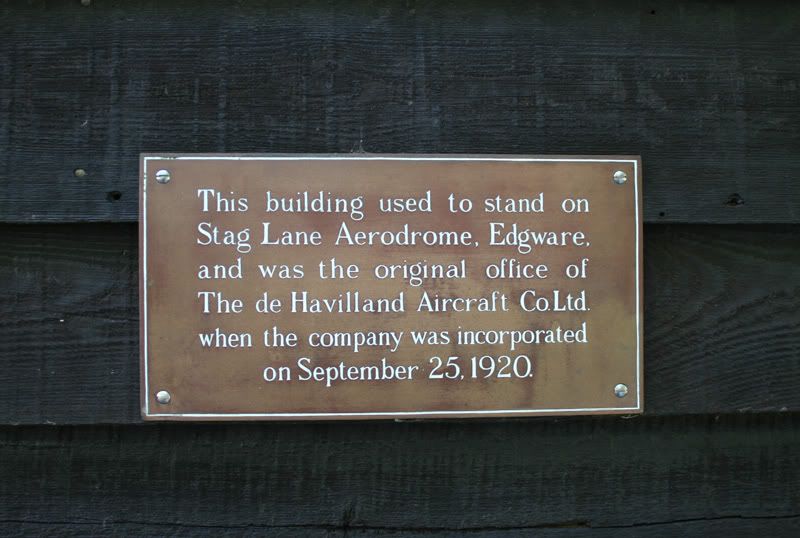 This building used to stand on
Stag Lane Aerodrome, Edgware,
and was the original office of
The de Havilland Aircraft Co.Ltd.
when the company was incorporated
on September 25, 1920.